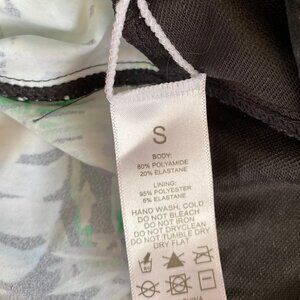 S
BODY:
80% POLYAMIDE
20% ELASTANE
LINING:
95% POLYESTER
5% ELASTANE
HAND WASH, COLD
DO NOT BLEACH
DO NOT IRON
DO NOT DRYCLEAN
DO NOT TUMBLE DRY
DRY FLAT